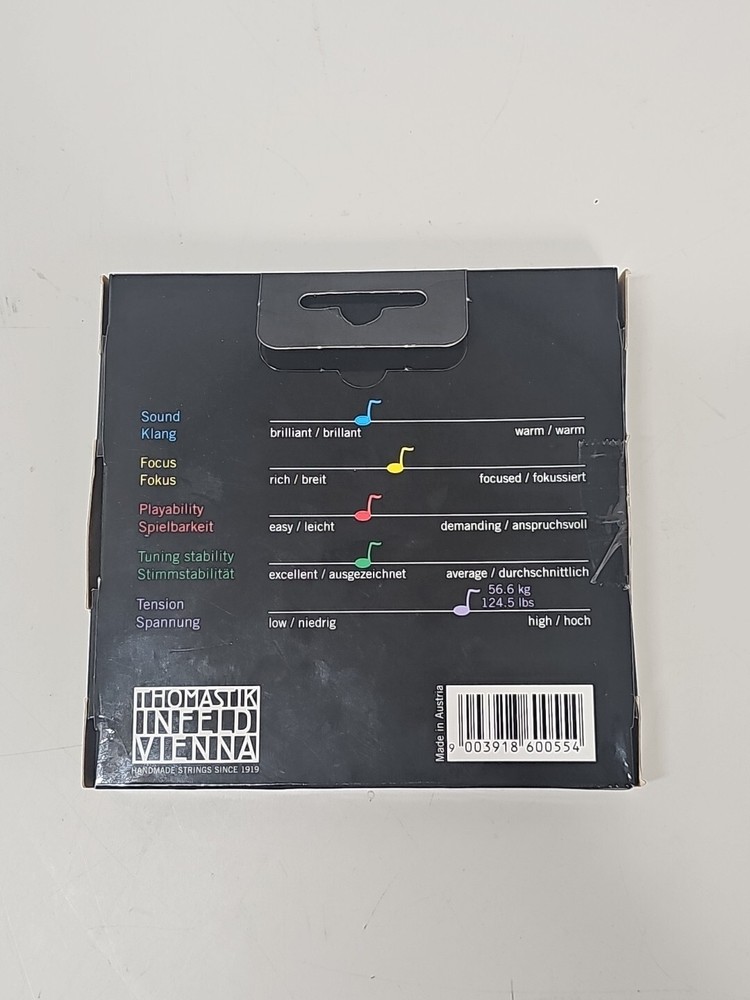 Sound
Klang
brilliant / brillant
warm / warm
Focus
Fokus
rich / breit
focused / fokussiert
Playability
Spielbarkeit
easy / leicht
demanding / anspruchsvoll
Tuning stability
Stimmstabilität
excellent / ausgezeichnet
average / durchschnittlich
Tension
Spannung
56.6 kg
124.5 lbs
low / niedrig
high / hoch
THOMASTIK
INFELD
VIENNA
HANDMADE STRINGS SINCE 1919
Made in Austria
9 003918 600554